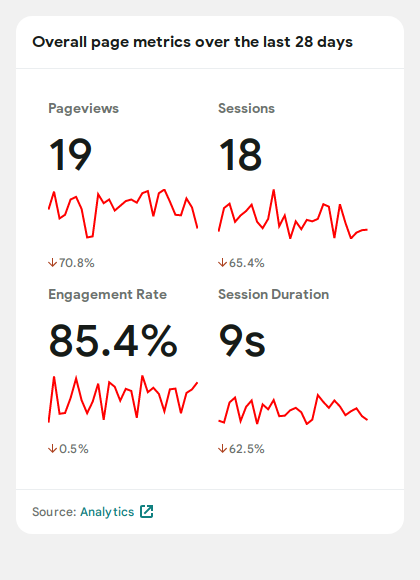 Overall page metrics over the last 28 days
Pageviews
19
70.8%
Sessions
18
65.4%
Engagement Rate
85.4%
0.5%
Session Duration
9s
62.5%
Source: Analytics